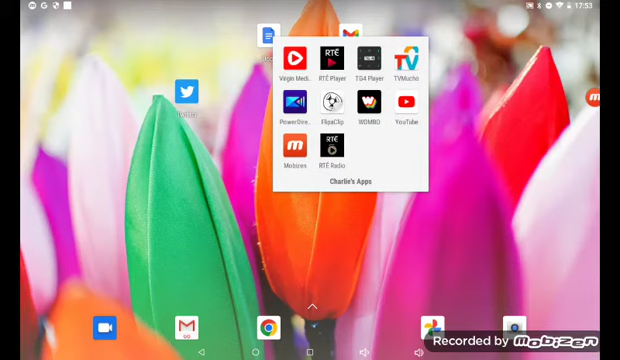 17:53
Virgin Medi..
RTÉ Player
TG4 Player
TVMucho
PowerDire..
FlipaClip
WOMBO
YouTube
Mobizen
RTÉ Radio
Charlie's Apps
Recorded by MOBIZEN